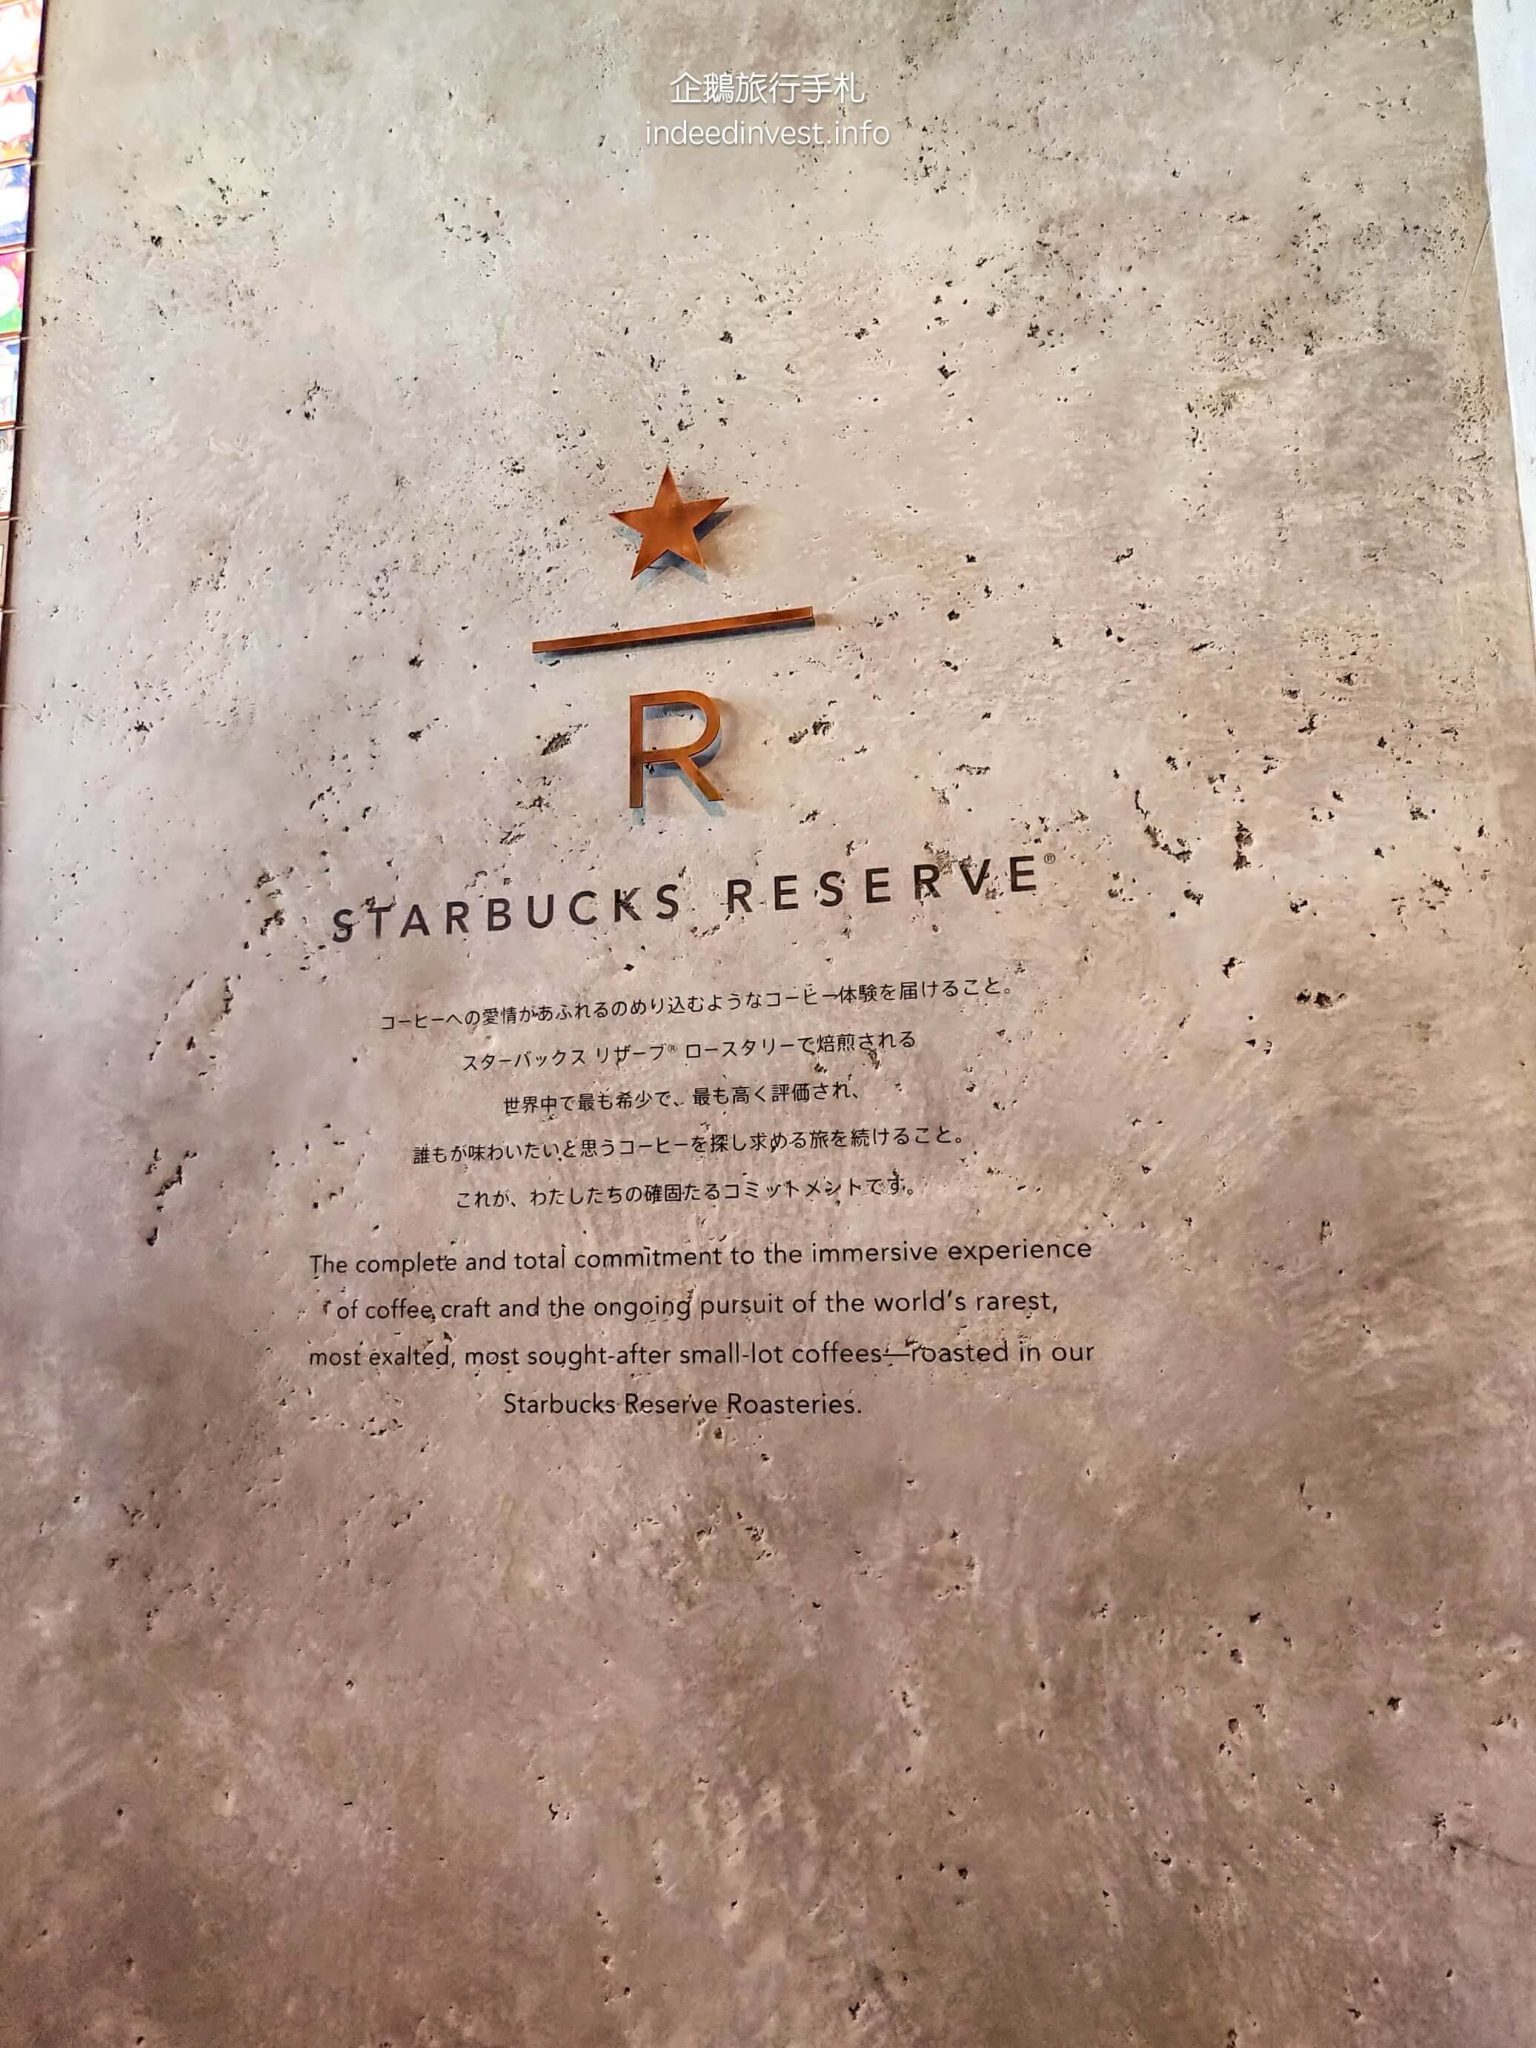 企鵝旅行手札
indeedinvest.info
R
STARBUCKS RESERVE®
コーヒーへの愛情があふれるのめり込むようなコーヒー体験を届けること。
スターバックス リザーブ® ロースタリーで焙煎される
世界中で最も希少で、最も高く評価され、
誰もが味わいたいと思うコーヒーを探し求める旅を続けること。
これが、わたしたちの確固たるコミットメントです。
The complete and total commitment to the immersive experience
of coffee craft and the ongoing pursuit of the world's rarest,
most exalted, most sought-after small-lot coffees—roasted in our
Starbucks Reserve Roasteries.